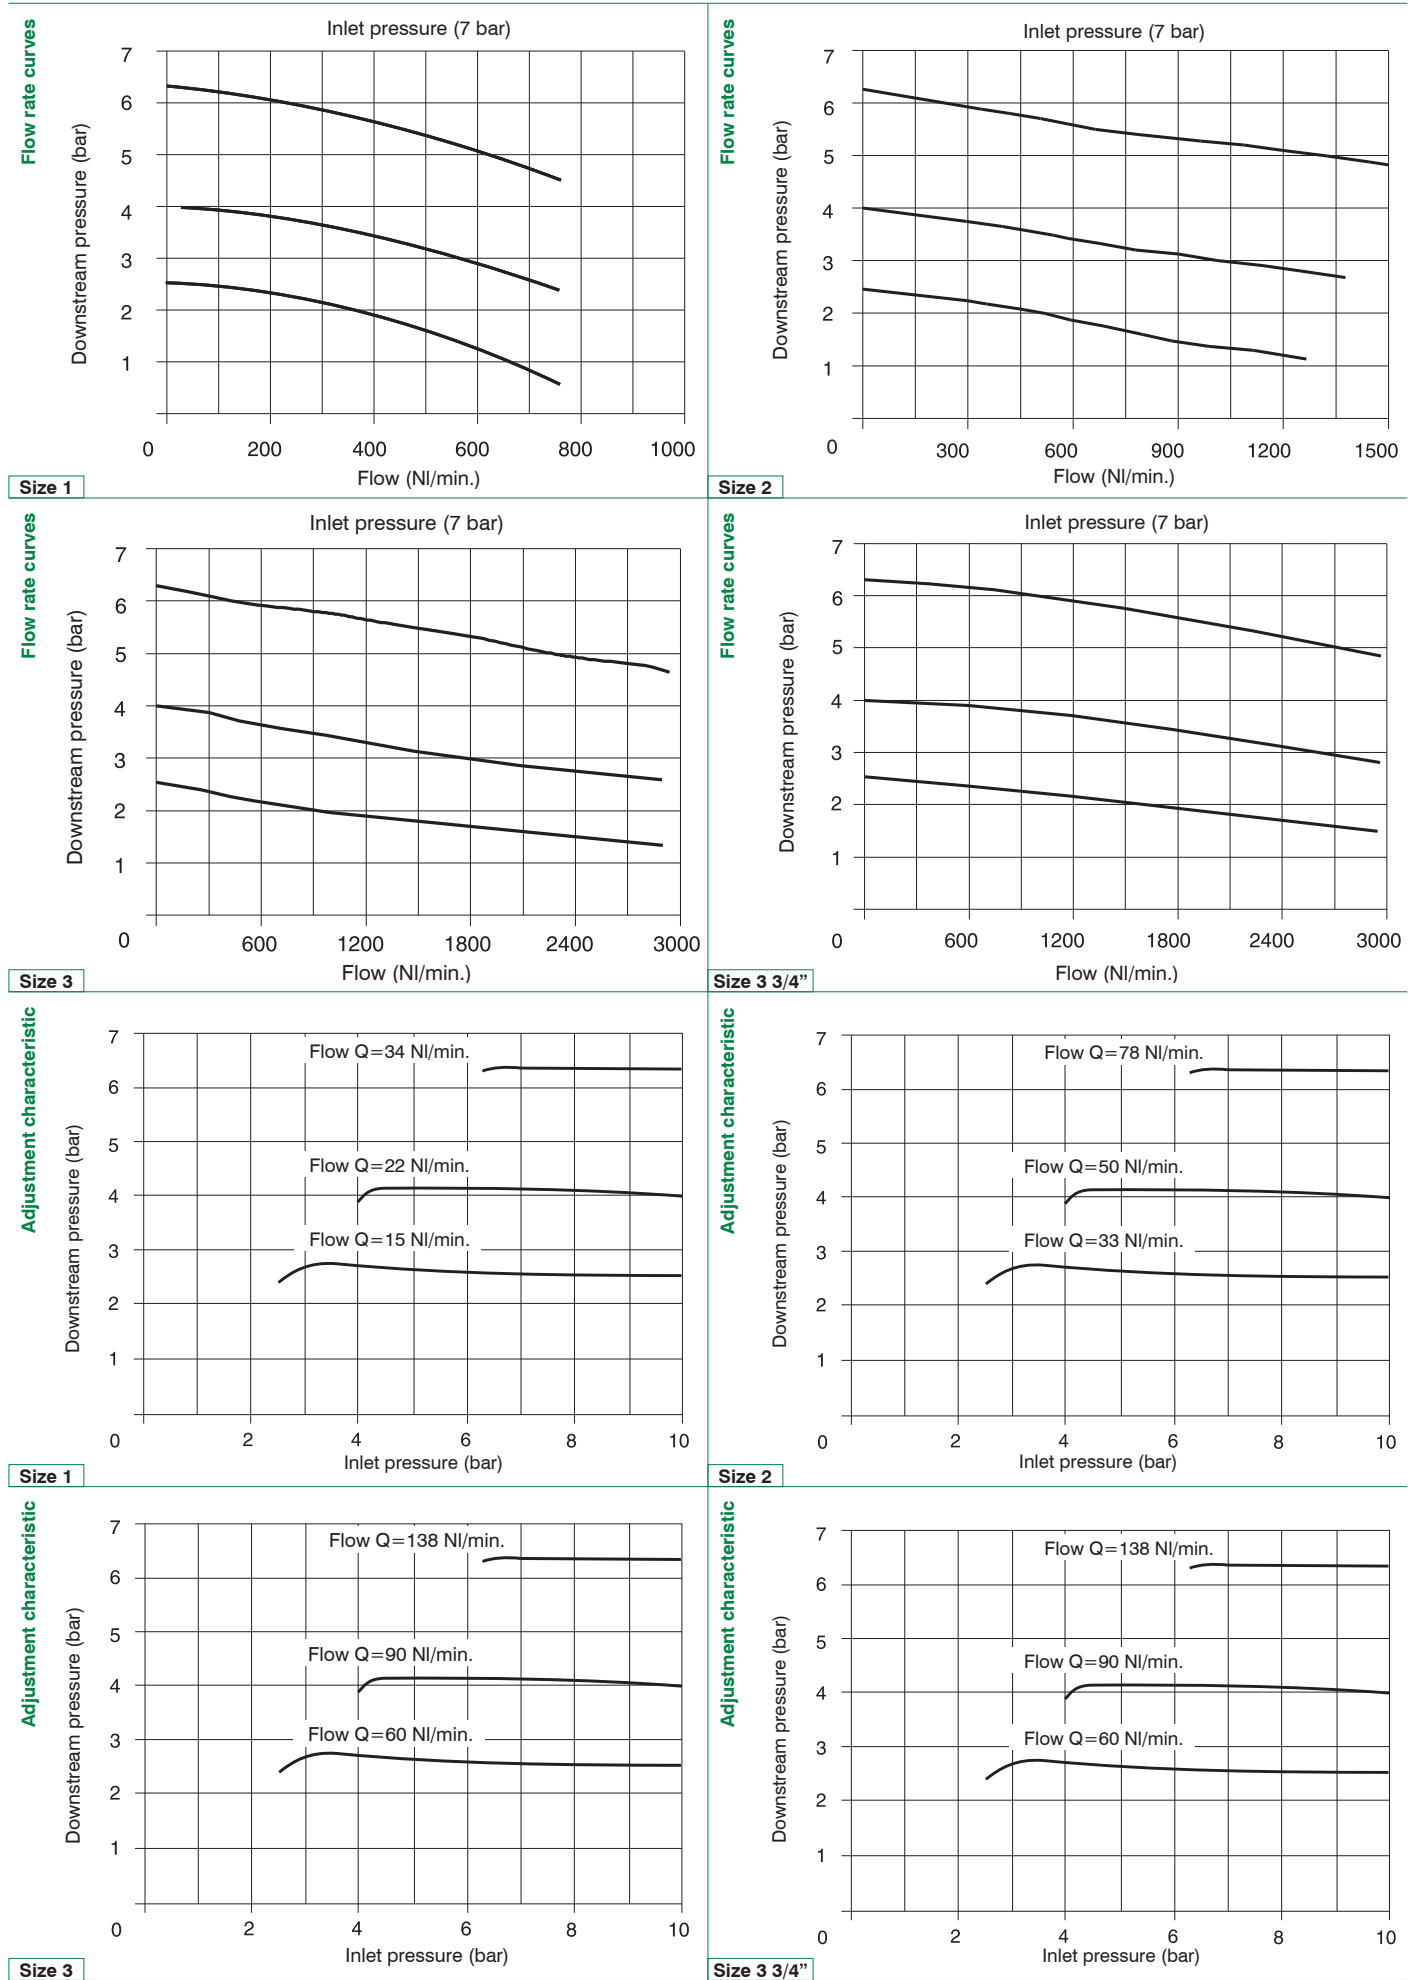 Flow rate curves
Inlet pressure (7 bar)
Downstream pressure (bar)
7
6
5
4
3
2
1
0 200 400 600 800 1000
Flow (Nl/min.)
Size 1
Flow rate curves
Inlet pressure (7 bar)
Downstream pressure (bar)
7
6
5
4
3
2
1
0 300 600 900 1200 1500
Flow (Nl/min.)
Size 2
Flow rate curves
Inlet pressure (7 bar)
Downstream pressure (bar)
7
6
5
4
3
2
1
0 600 1200 1800 2400 3000
Flow (Nl/min.)
Size 3
Flow rate curves
Inlet pressure (7 bar)
Downstream pressure (bar)
7
6
5
4
3
2
1
0 600 1200 1800 2400 3000
Flow (Nl/min.)
Size 3 3/4”
Adjustment characteristic
Downstream pressure (bar)
7
6
5
4
3
2
1
Flow Q=34 Nl/min.
Flow Q=22 Nl/min.
Flow Q=15 Nl/min.
0 2 4 6 8 10
Inlet pressure (bar)
Size 1
Adjustment characteristic
Downstream pressure (bar)
7
6
5
4
3
2
1
Flow Q=78 Nl/min.
Flow Q=50 Nl/min.
Flow Q=33 Nl/min.
0 2 4 6 8 10
Inlet pressure (bar)
Size 2
Adjustment characteristic
Downstream pressure (bar)
7
6
5
4
3
2
1
Flow Q=138 Nl/min.
Flow Q=90 Nl/min.
Flow Q=60 Nl/min.
0 2 4 6 8 10
Inlet pressure (bar)
Size 3
Adjustment characteristic
Downstream pressure (bar)
7
6
5
4
3
2
1
Flow Q=138 Nl/min.
Flow Q=90 Nl/min.
Flow Q=60 Nl/min.
0 2 4 6 8 10
Inlet pressure (bar)
Size 3 3/4”